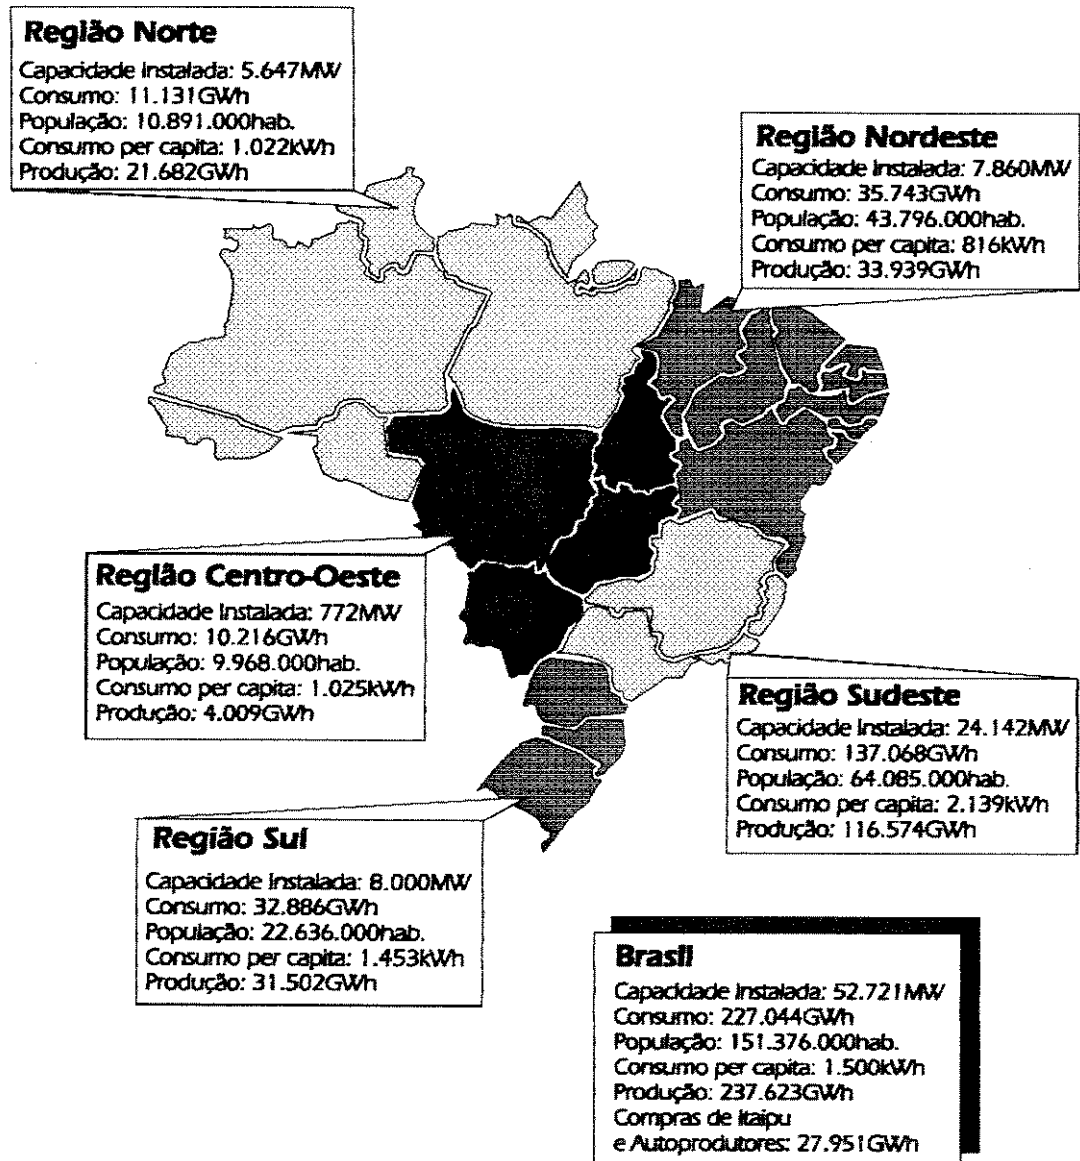 Região Norte
Capacidade Instalada: 5.647MW
Consumo: 11.131GWh
População: 10.891.000hab.
Consumo per capita: 1.022kWh
Produção: 21.682GWh
Região Nordeste
Capacidade Instalada: 7.860MW
Consumo: 35.743GWh
População: 43.796.000hab.
Consumo per capita: 816kWh
Produção: 33.939GWh
Região Centro-Oeste
Capacidade Instalada: 772MW
Consumo: 10.216GWh
População: 9.968.000hab.
Consumo per capita: 1.025kWh
Produção: 4.009GWh
Região Sudeste
Capacidade Instalada: 24.142MW
Consumo: 137.068GWh
População: 64.085.000hab.
Consumo per capita: 2.139kWh
Produção: 116.574GWh
Região Sul
Capacidade Instalada: 8.000MW
Consumo: 32.886GWh
População: 22.636.000hab.
Consumo per capita: 1.453kWh
Produção: 31.502GWh
Brasil
Capacidade Instalada: 52.721MW
Consumo: 227.044GWh
População: 151.376.000hab.
Consumo per capita: 1.500kWh
Produção: 237.623GWh
Compras de Itaipu
e Autoprodutores: 27.951GWh